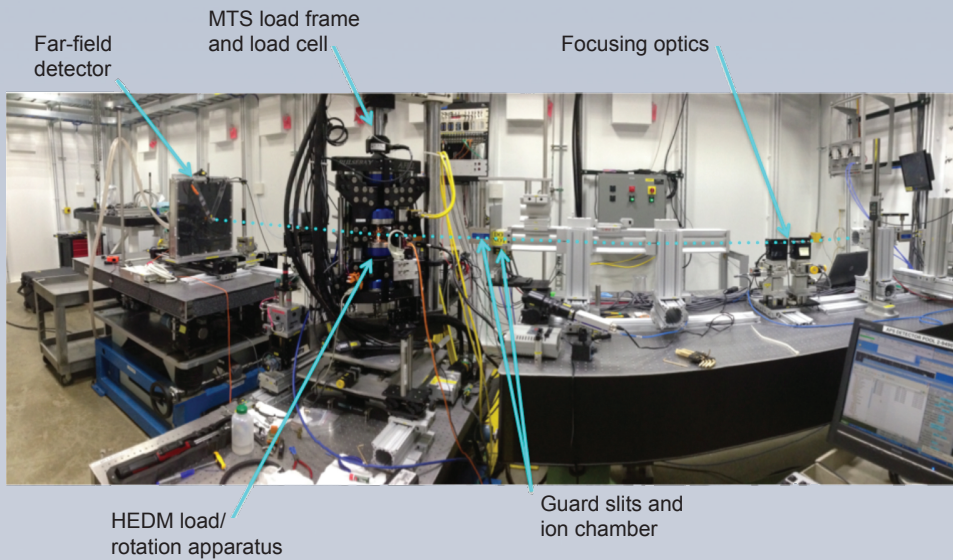 MTS load frame
and load cell
Far-field
detector
Focusing optics
HEDM load/
rotation apparatus
Guard slits and
ion chamber